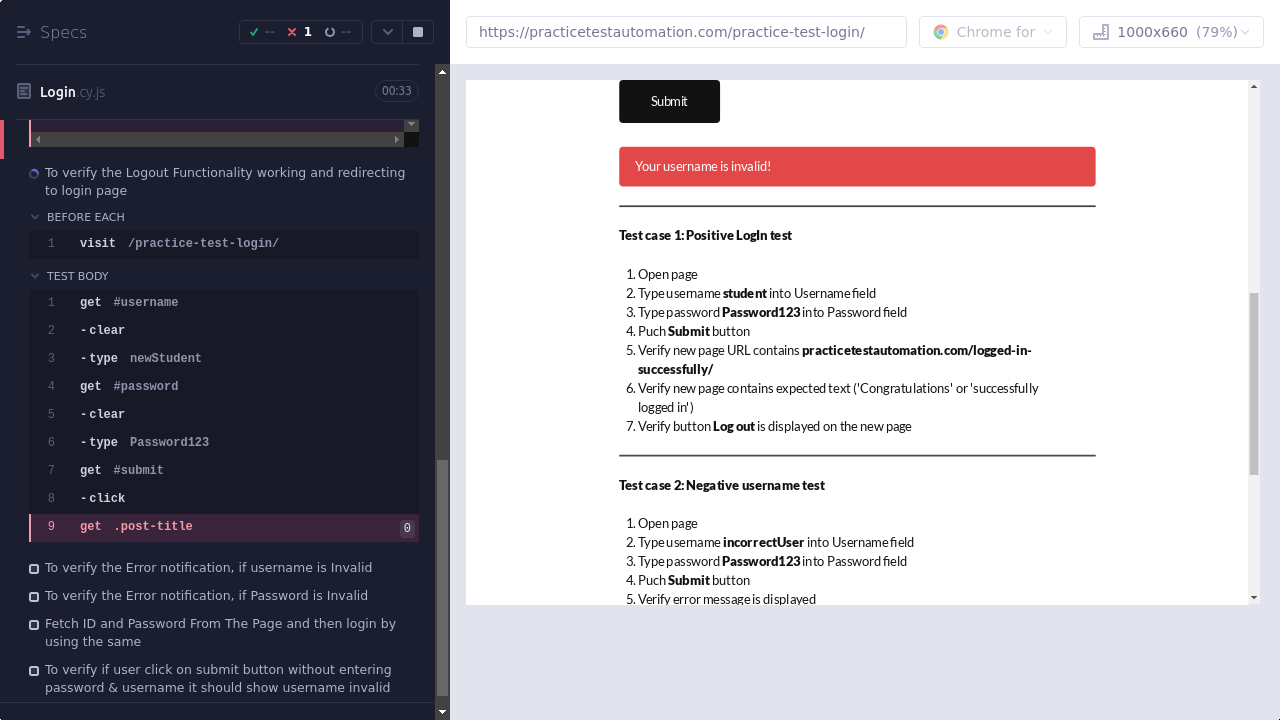 Specs
--
1
--
https://practicetestautomation.com/practice-test-login/
Chrome for
1000x660 (79%)
Login.cy.js
00:33
To verify the Logout Functionality working and redirecting
to login page
BEFORE EACH
1 visit /practice-test-login/
TEST BODY
1 get #username
2 -clear
3 -type newStudent
4 get #password
5 -clear
6 -type Password123
7 get #submit
8 -click
9 get .post-title 0
To verify the Error notification, if username is Invalid
To verify the Error notification, if Password is Invalid
Fetch ID and Password From The Page and then login by
using the same
To verify if user click on submit button without entering
password & username it should show username invalid
Submit
Your username is invalid!
Test case 1: Positive LogIn test
1. Open page
2. Type username student into Username field
3. Type password Password123 into Password field
4. Puch Submit button
5. Verify new page URL contains practicetestautomation.com/logged-in-
successfully/
6. Verify new page contains expected text ('Congratulations' or 'successfully
logged in')
7. Verify button Log out is displayed on the new page
Test case 2: Negative username test
1. Open page
2. Type username incorrectUser into Username field
3. Type password Password123 into Password field
4. Puch Submit button
5. Verify error message is displayed